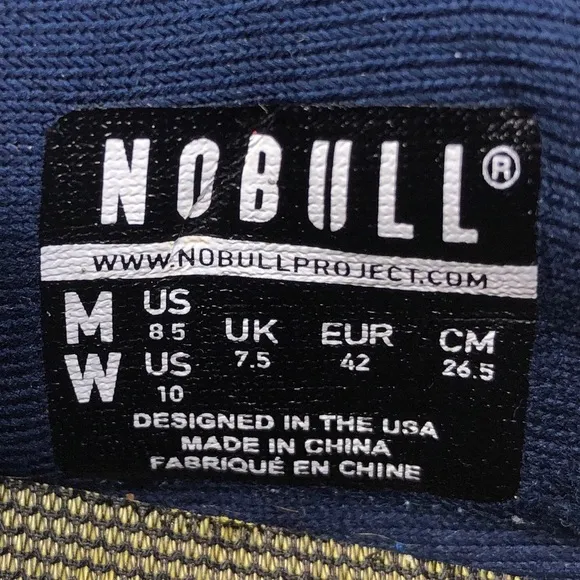 NOBULL®
WWW.NOBULLPROJECT.COM
M US 8.5 UK 7.5 EUR 42 CM 26.5
W US 10
DESIGNED IN THE USA
MADE IN CHINA
FABRIQUÉ EN CHINE